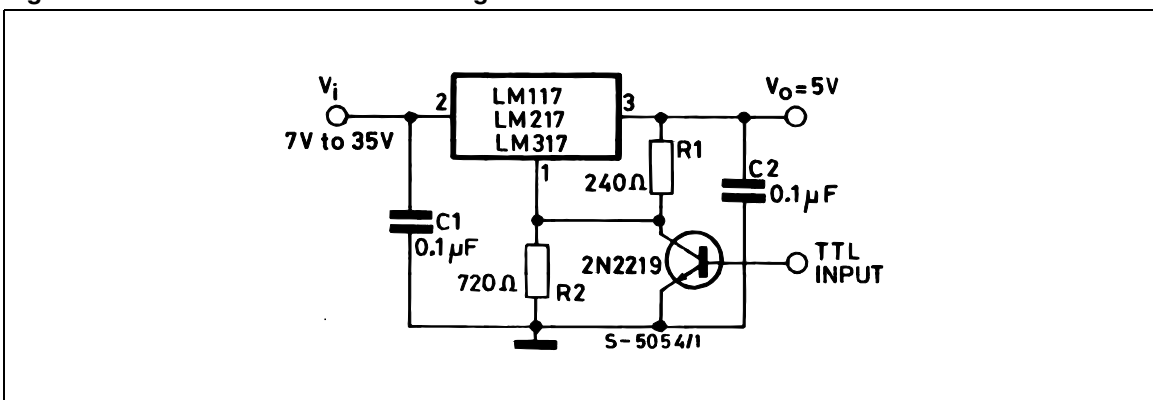 Vi
7V to 35V
2
LM117
LM217
LM317
3
1
Vo=5V
R1
240Ω
C2
0.1µF
C1
0.1µF
720Ω
R2
2N2219
TTL
INPUT
S-5054/1